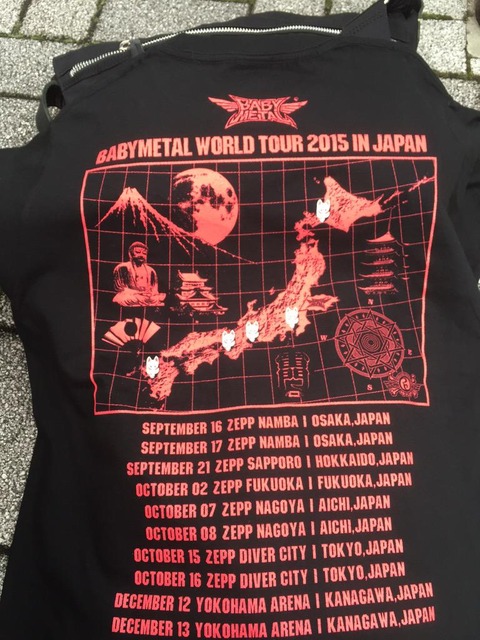 BABY
METAL
BABYMETAL WORLD TOUR 2015 IN JAPAN
N
W
E
S
SEPTEMBER 16 ZEPP NAMBA | OSAKA,JAPAN
SEPTEMBER 17 ZEPP NAMBA | OSAKA,JAPAN
SEPTEMBER 21 ZEPP SAPPORO | HOKKAIDO,JAPAN
OCTOBER 02 ZEPP FUKUOKA | FUKUOKA,JAPAN
OCTOBER 07 ZEPP NAGOYA | AICHI,JAPAN
OCTOBER 08 ZEPP NAGOYA | AICHI,JAPAN
OCTOBER 15 ZEPP DIVER CITY | TOKYO,JAPAN
OCTOBER 16 ZEPP DIVER CITY | TOKYO,JAPAN
DECEMBER 12 YOKOHAMA ARENA | KANAGAWA,JAPAN
DECEMBER 13 YOKOHAMA ARENA | KANAGAWA,JAPAN